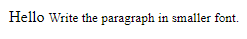 Hello Write the paragraph in smaller font.